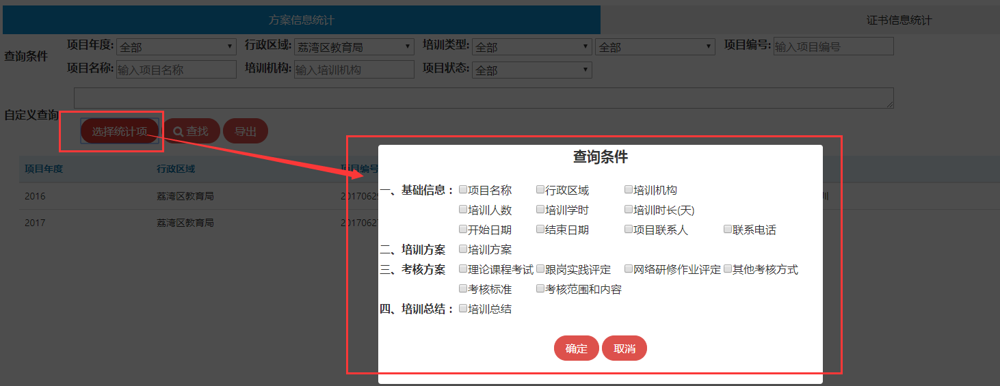 方案信息统计 证书信息统计
查询条件 项目年度: 全部 行政区域: 荔湾区教育局 培训类型: 全部 全部 项目编号: 输入项目编号
项目名称: 输入项目名称 培训机构: 输入培训机构 项目状态: 全部
自定义查询
选择统计项 查找 导出
项目年度 行政区域 项目编号
2016 荔湾区教育局 20170629 训
2017 荔湾区教育局 20170627
查询条件
一、基础信息： 项目名称 行政区域 培训机构
培训人数 培训学时 培训时长(天)
开始日期 结束日期 项目联系人 联系电话
二、培训方案 培训方案
三、考核方案 理论课程考试 跟岗实践评定 网络研修作业评定 其他考核方式
考核标准 考核范围和内容
四、培训总结： 培训总结
确定 取消